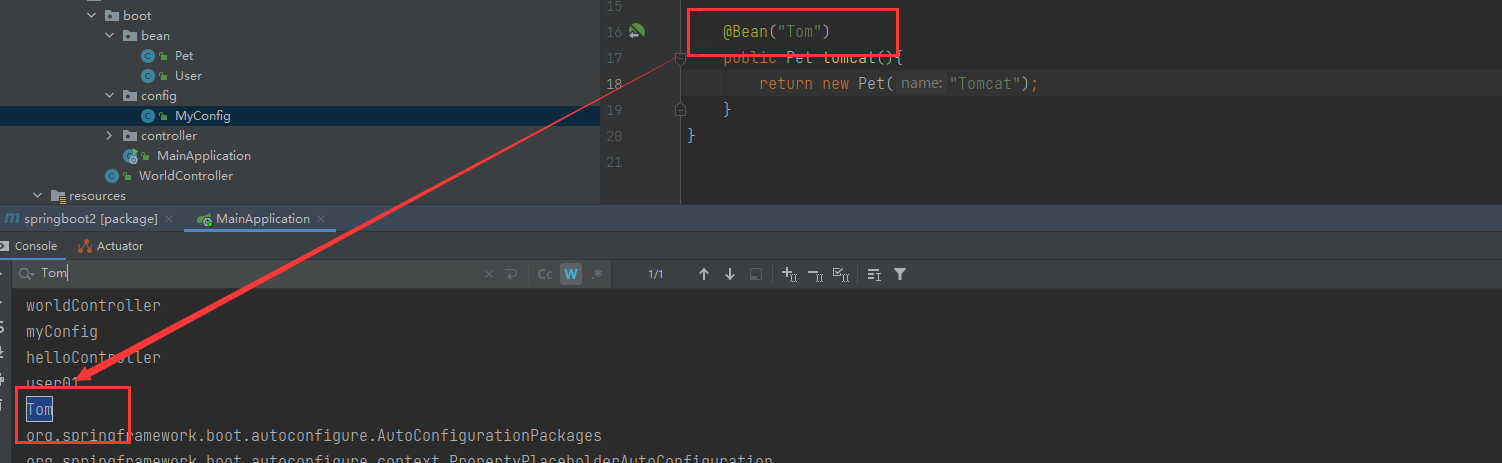 boot
bean
Pet
User
config
MyConfig
controller
MainApplication
WorldController
resources
15
16 @Bean("Tom")
17 public Pet tomcat(){
18 return new Pet( name: "Tomcat");
19 }
20 }
21
springboot2 [package] MainApplication
Console Actuator
Tom Cc W .* 1/1
worldController
myConfig
helloController
user01
Tom
org.springframework.boot.autoconfigure.AutoConfigurationPackages
org.springframework.boot.autoconfigure.context.PropertyPlaceholderAutoConfiguration